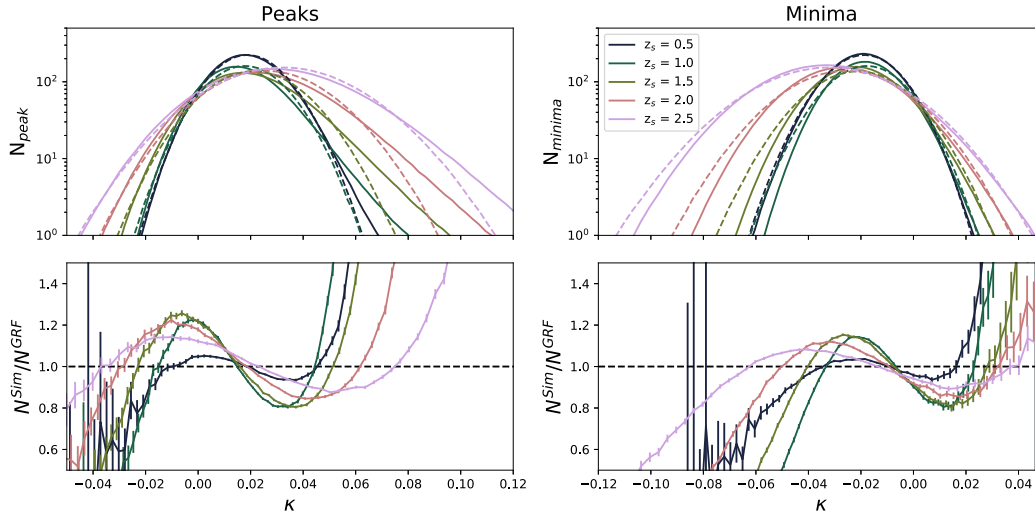 Peaks
Minima
N_peak
10^2
10^1
10^0
N_minima
10^2
10^1
10^0
z_s = 0.5
z_s = 1.0
z_s = 1.5
z_s = 2.0
z_s = 2.5
N^Sim/N^GRF
1.4
1.2
1.0
0.8
0.6
−0.04 −0.02 0.00 0.02 0.04 0.06 0.08 0.10 0.12
κ
N^Sim/N^GRF
1.4
1.2
1.0
0.8
0.6
−0.12 −0.10 −0.08 −0.06 −0.04 −0.02 0.00 0.02 0.04
κ